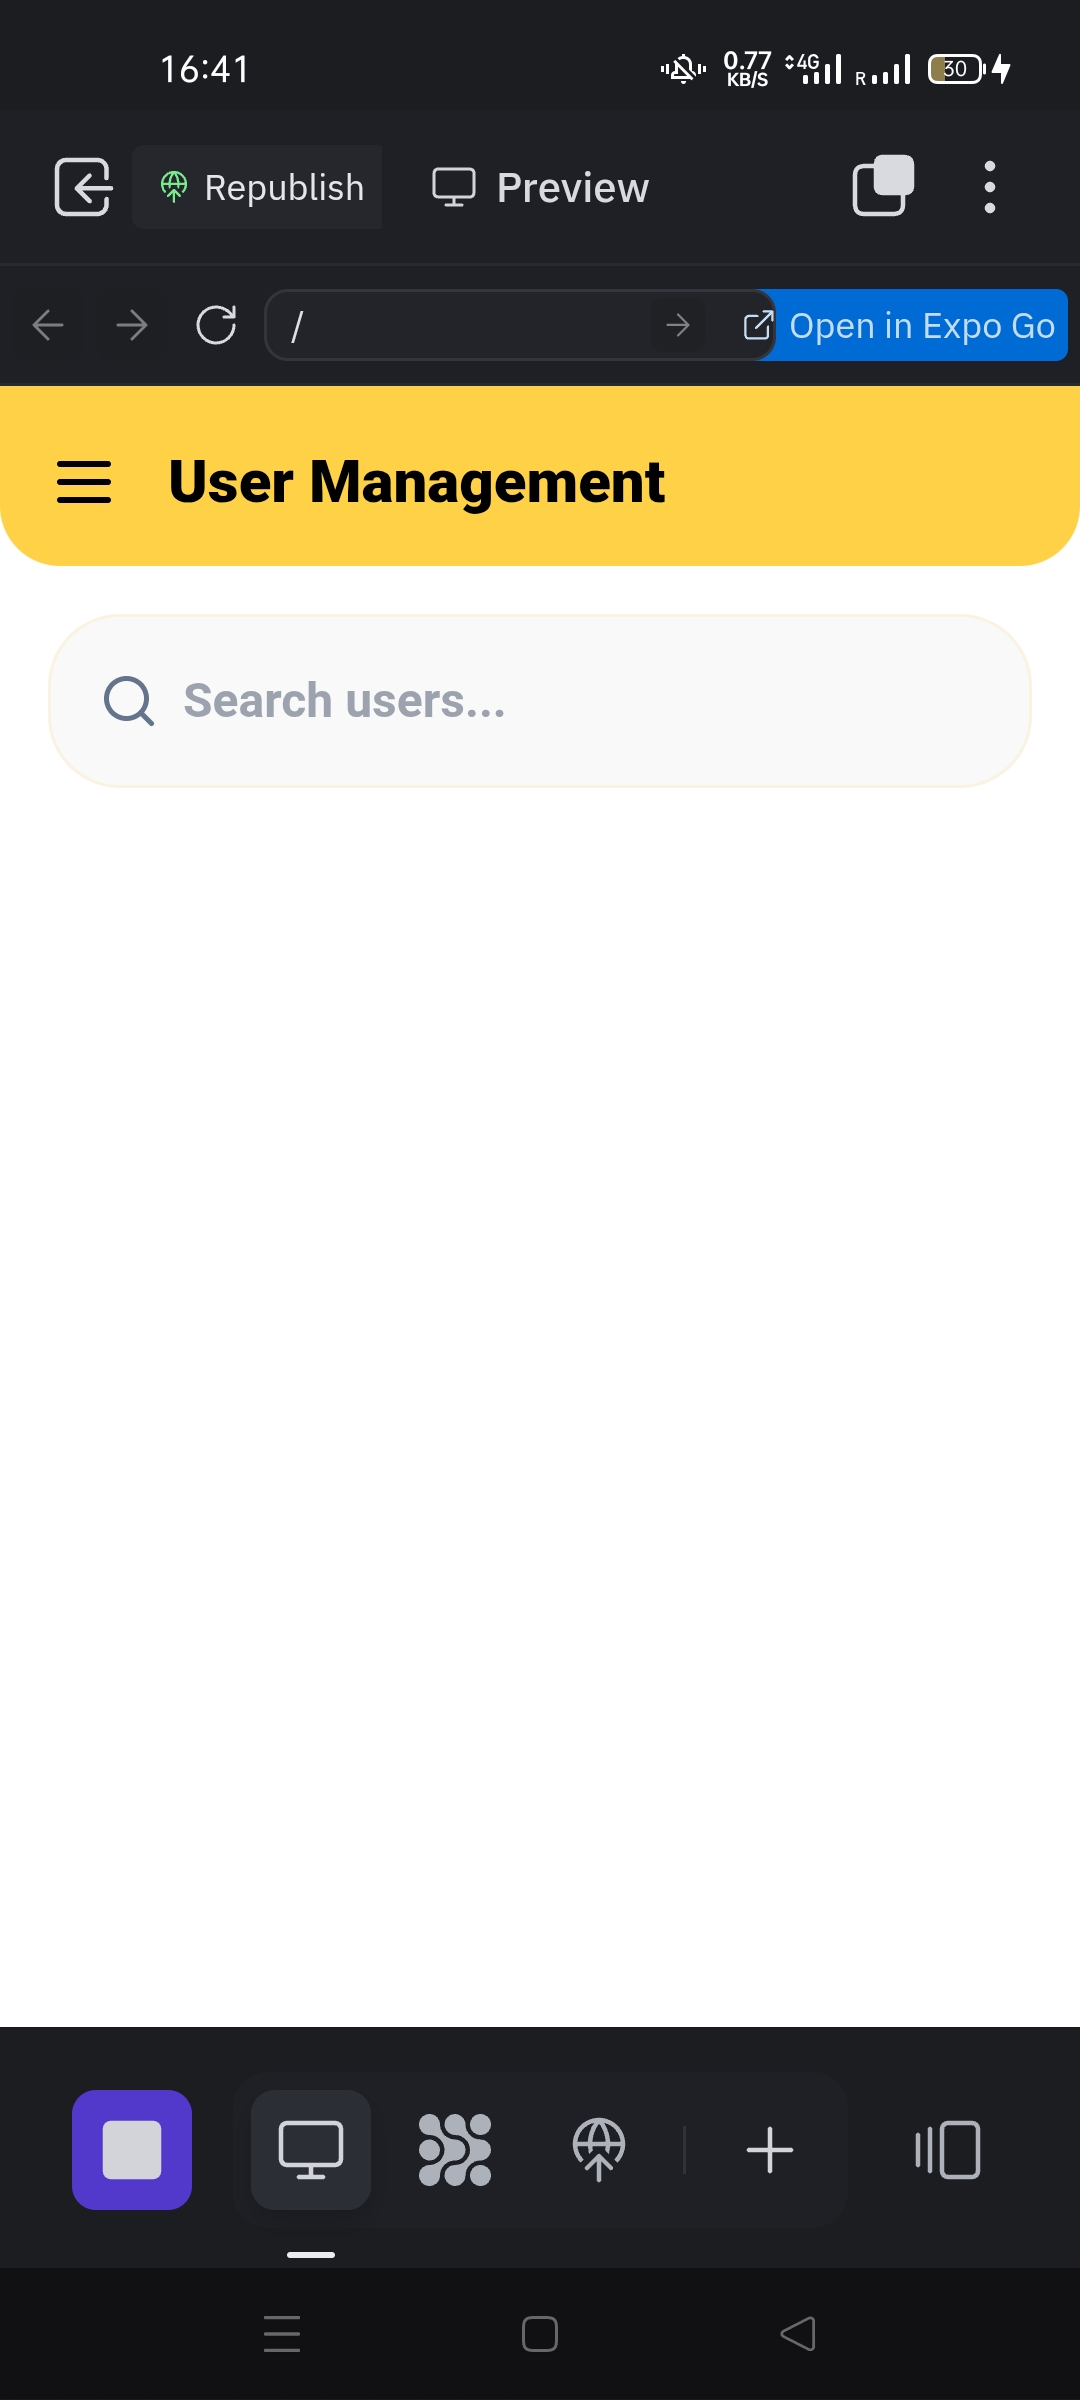 16:41
0.77
KB/S
4G
R
30
Republish
Preview
/
Open in Expo Go
User Management
Search users...